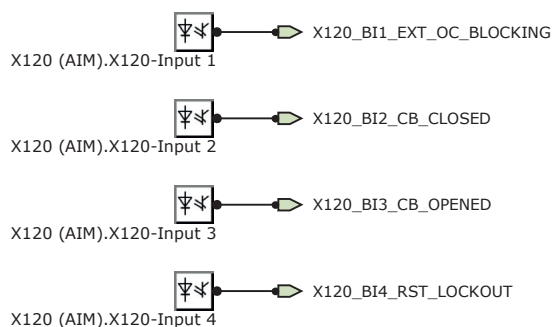 X120_BI1_EXT_OC_BLOCKING
X120 (AIM).X120-Input 1
X120_BI2_CB_CLOSED
X120 (AIM).X120-Input 2
X120_BI3_CB_OPENED
X120 (AIM).X120-Input 3
X120_BI4_RST_LOCKOUT
X120 (AIM).X120-Input 4